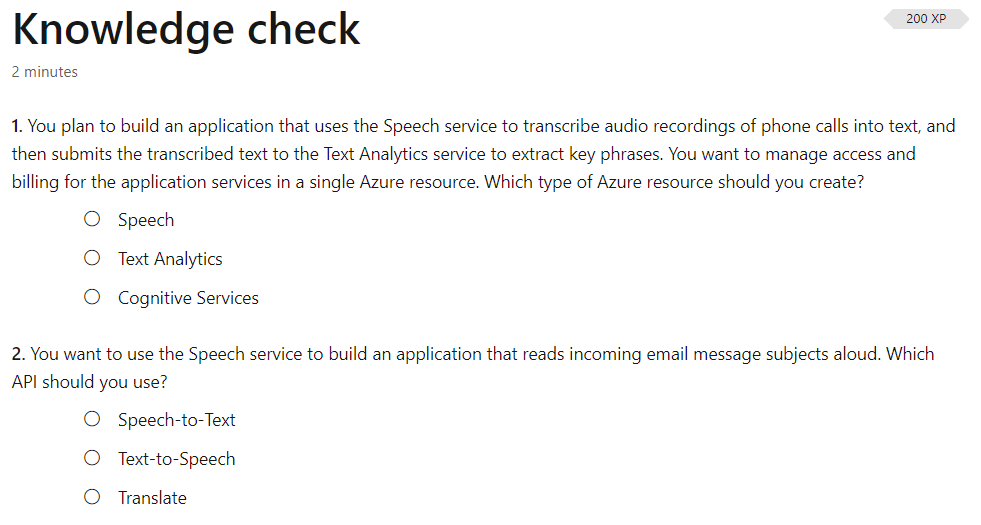 Knowledge check
200 XP
2 minutes
1. You plan to build an application that uses the Speech service to transcribe audio recordings of phone calls into text, and
then submits the transcribed text to the Text Analytics service to extract key phrases. You want to manage access and
billing for the application services in a single Azure resource. Which type of Azure resource should you create?
Speech
Text Analytics
Cognitive Services
2. You want to use the Speech service to build an application that reads incoming email message subjects aloud. Which
API should you use?
Speech-to-Text
Text-to-Speech
Translate